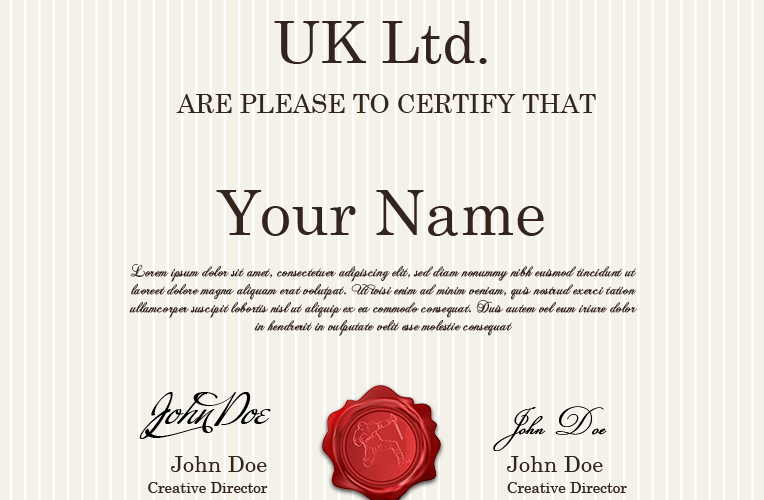 UK Ltd.
ARE PLEASE TO CERTIFY THAT
Your Name
Lorem ipsum dolor sit amet, consectetuer adipiscing elit, sed diam nonummy nibh euismod tincidunt ut
laoreet dolore magna aliquam erat volutpat. Ut wisi enim ad minim veniam, quis nostrud exerci tation
ullamcorper suscipit lobortis nisl ut aliquip ex ea commodo consequat. Duis autem vel eum iriure dolor
in hendrerit in vulputate velit esse molestie consequat
John Doe John Doe
John Doe John Doe
Creative Director Creative Director